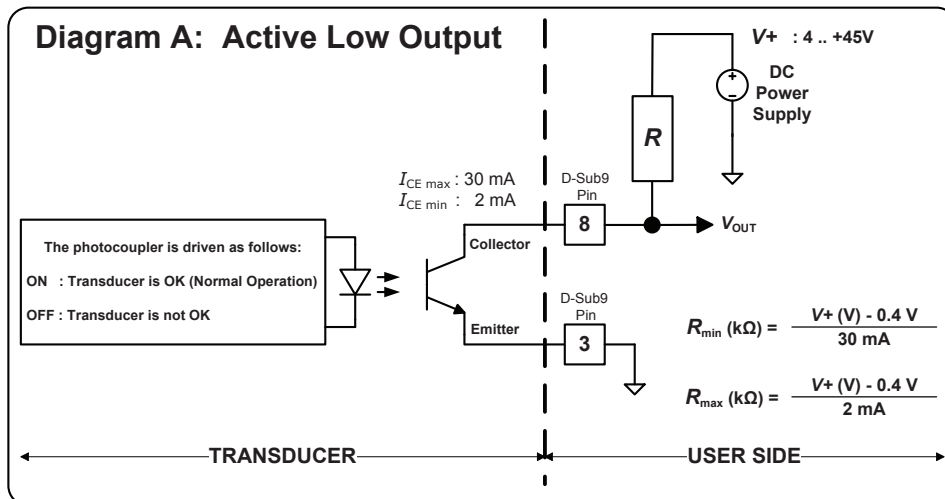 Diagram A: Active Low Output
V+ : 4 .. +45V
DC
Power
Supply
R
ICE max : 30 mA
ICE min : 2 mA
D-Sub9
Pin
8
VOUT
Collector
The photocoupler is driven as follows:
ON : Transducer is OK (Normal Operation)
OFF : Transducer is not OK
Emitter
D-Sub9
Pin
3
Rmin (kΩ) = V+ (V) - 0.4 V
30 mA
Rmax (kΩ) = V+ (V) - 0.4 V
2 mA
TRANSDUCER
USER SIDE